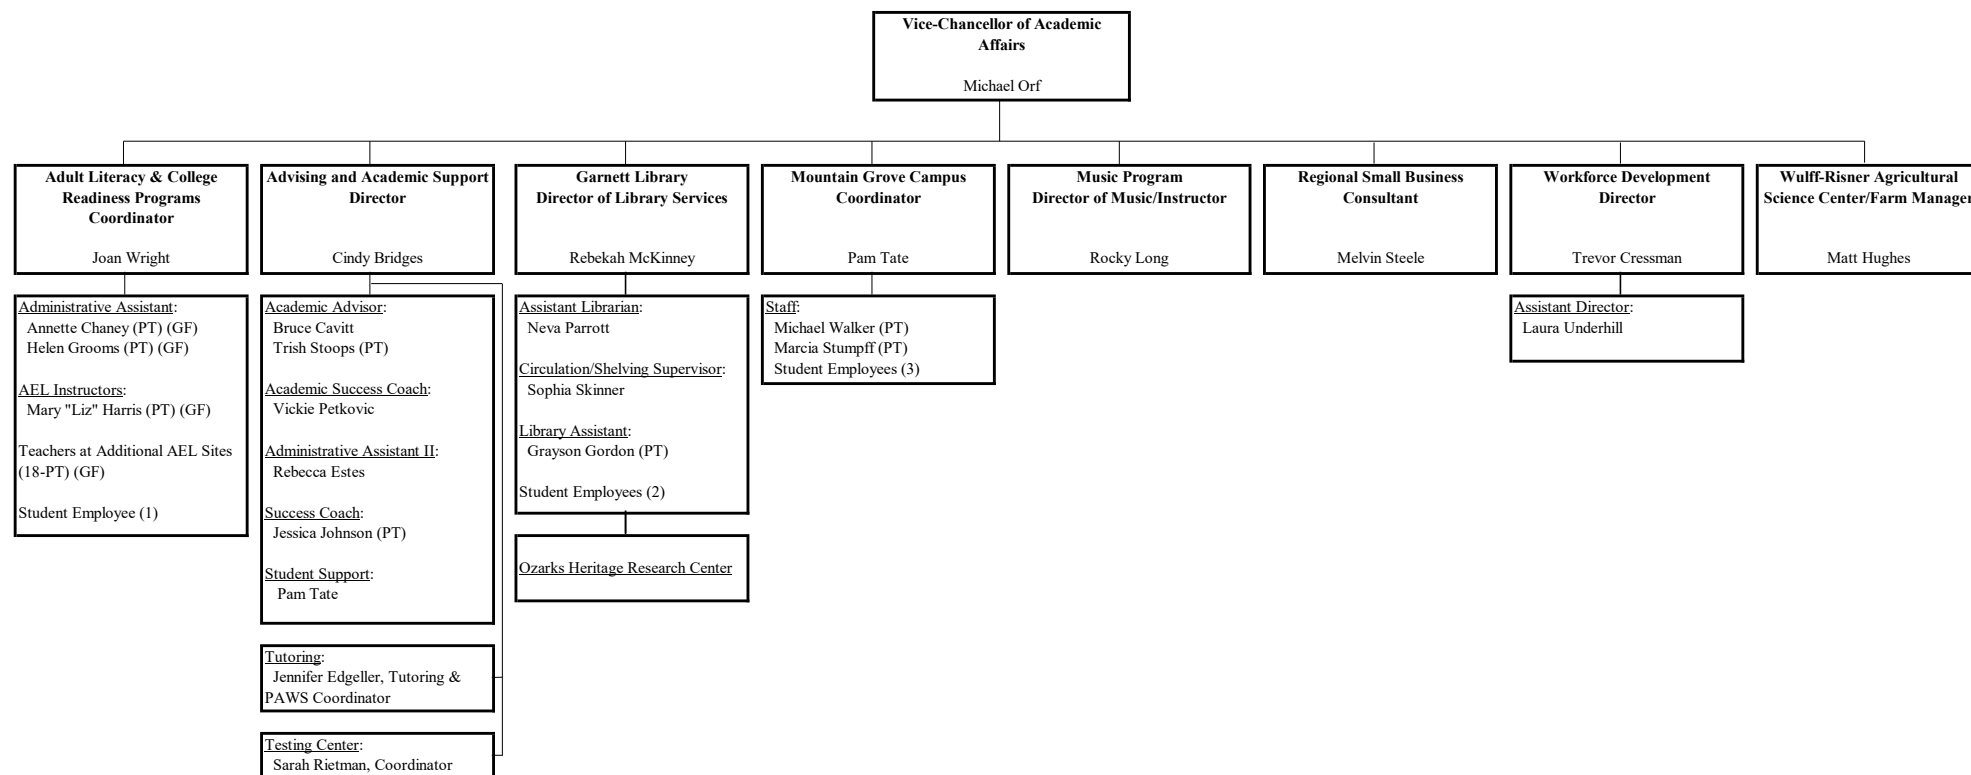 Vice-Chancellor of Academic
Affairs
Michael Orf
Adult Literacy & College
Readiness Programs
Coordinator
Joan Wright
Administrative Assistant:
Annette Chaney (PT) (GF)
Helen Grooms (PT) (GF)
AEL Instructors:
Mary "Liz" Harris (PT) (GF)
Teachers at Additional AEL Sites
(18-PT) (GF)
Student Employee (1)
Advising and Academic Support
Director
Cindy Bridges
Academic Advisor:
Bruce Cavitt
Trish Stoops (PT)
Academic Success Coach:
Vickie Petkovic
Administrative Assistant II:
Rebecca Estes
Success Coach:
Jessica Johnson (PT)
Student Support:
Pam Tate
Tutoring:
Jennifer Edgeller, Tutoring &
PAWS Coordinator
Testing Center:
Sarah Rietman, Coordinator
Garnett Library
Director of Library Services
Rebekah McKinney
Assistant Librarian:
Neva Parrott
Circulation/Shelving Supervisor:
Sophia Skinner
Library Assistant:
Grayson Gordon (PT)
Student Employees (2)
Ozarks Heritage Research Center
Mountain Grove Campus
Coordinator
Pam Tate
Staff:
Michael Walker (PT)
Marcia Stumpff (PT)
Student Employees (3)
Music Program
Director of Music/Instructor
Rocky Long
Regional Small Business
Consultant
Melvin Steele
Workforce Development
Director
Trevor Cressman
Assistant Director:
Laura Underhill
Wulff-Risner Agricultural
Science Center/Farm Manager
Matt Hughes